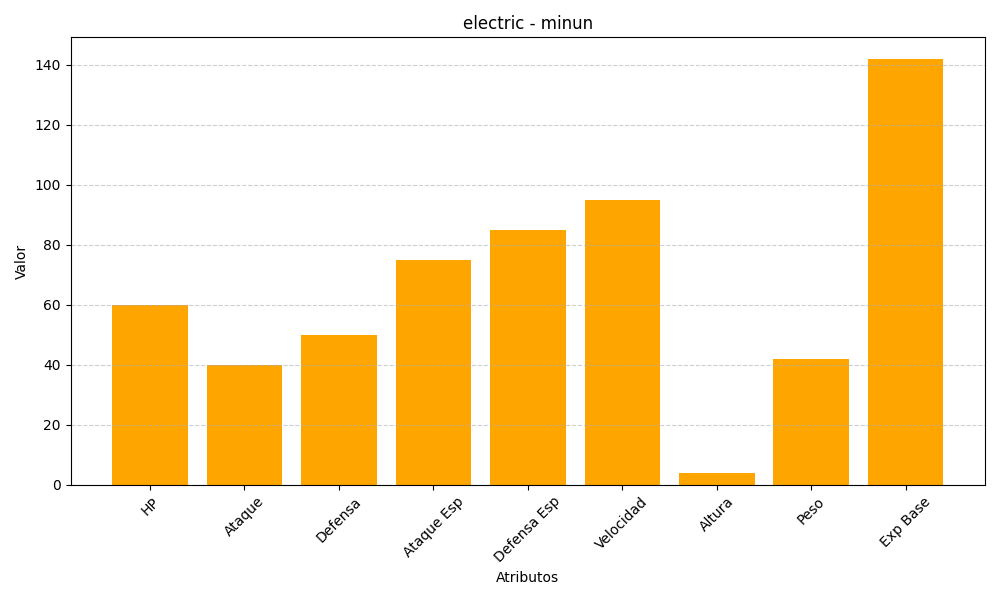 electric - minun
Valor
140
120
100
80
60
40
20
0
HP
Ataque
Defensa
Ataque Esp
Defensa Esp
Velocidad
Altura
Peso
Exp Base
Atributos